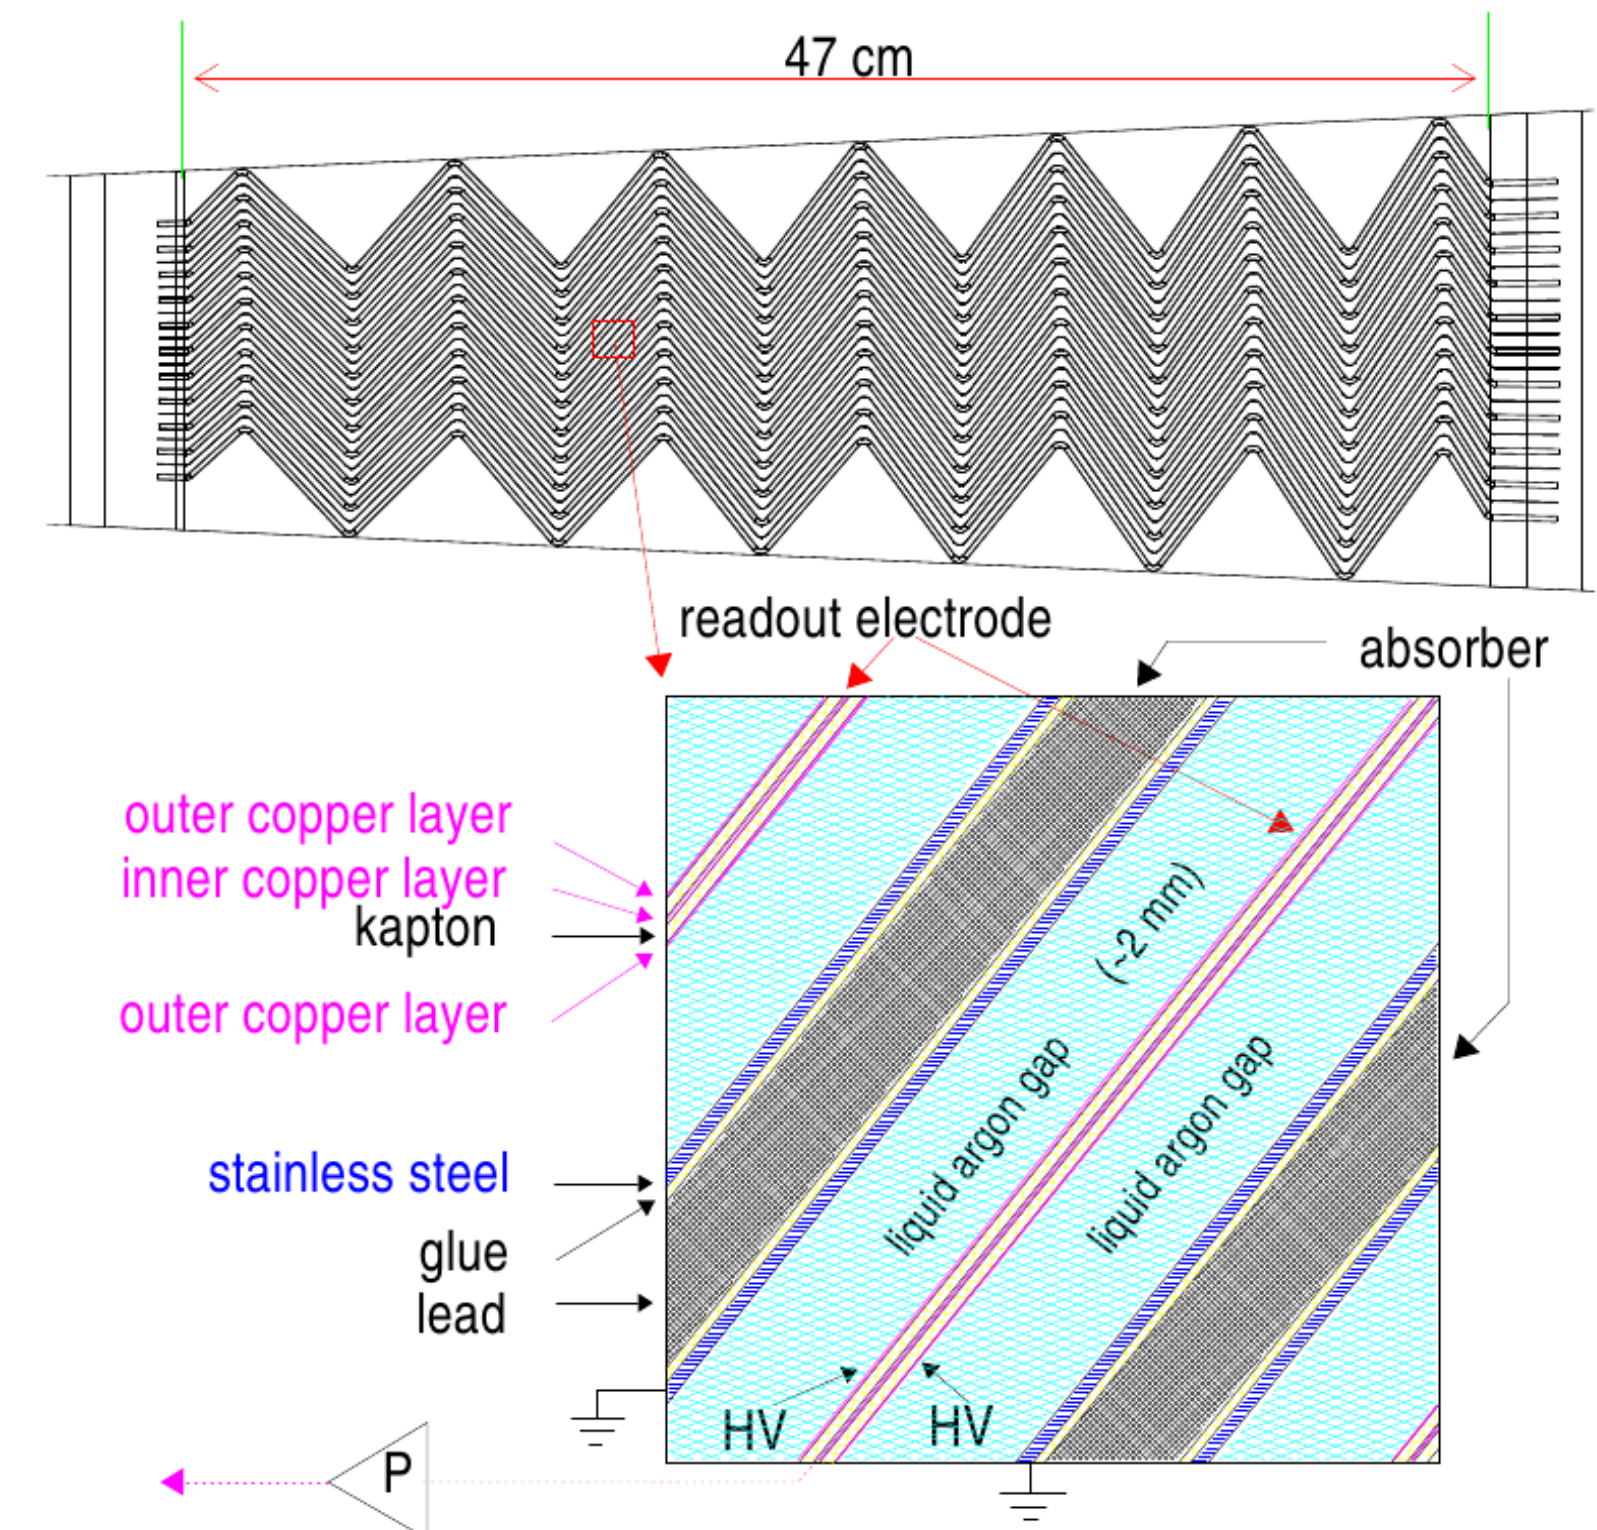 47 cm
readout electrode
absorber
outer copper layer
inner copper layer
kapton
outer copper layer
(~2 mm)
liquid argon gap
liquid argon gap
stainless steel
glue
lead
HV
HV
P